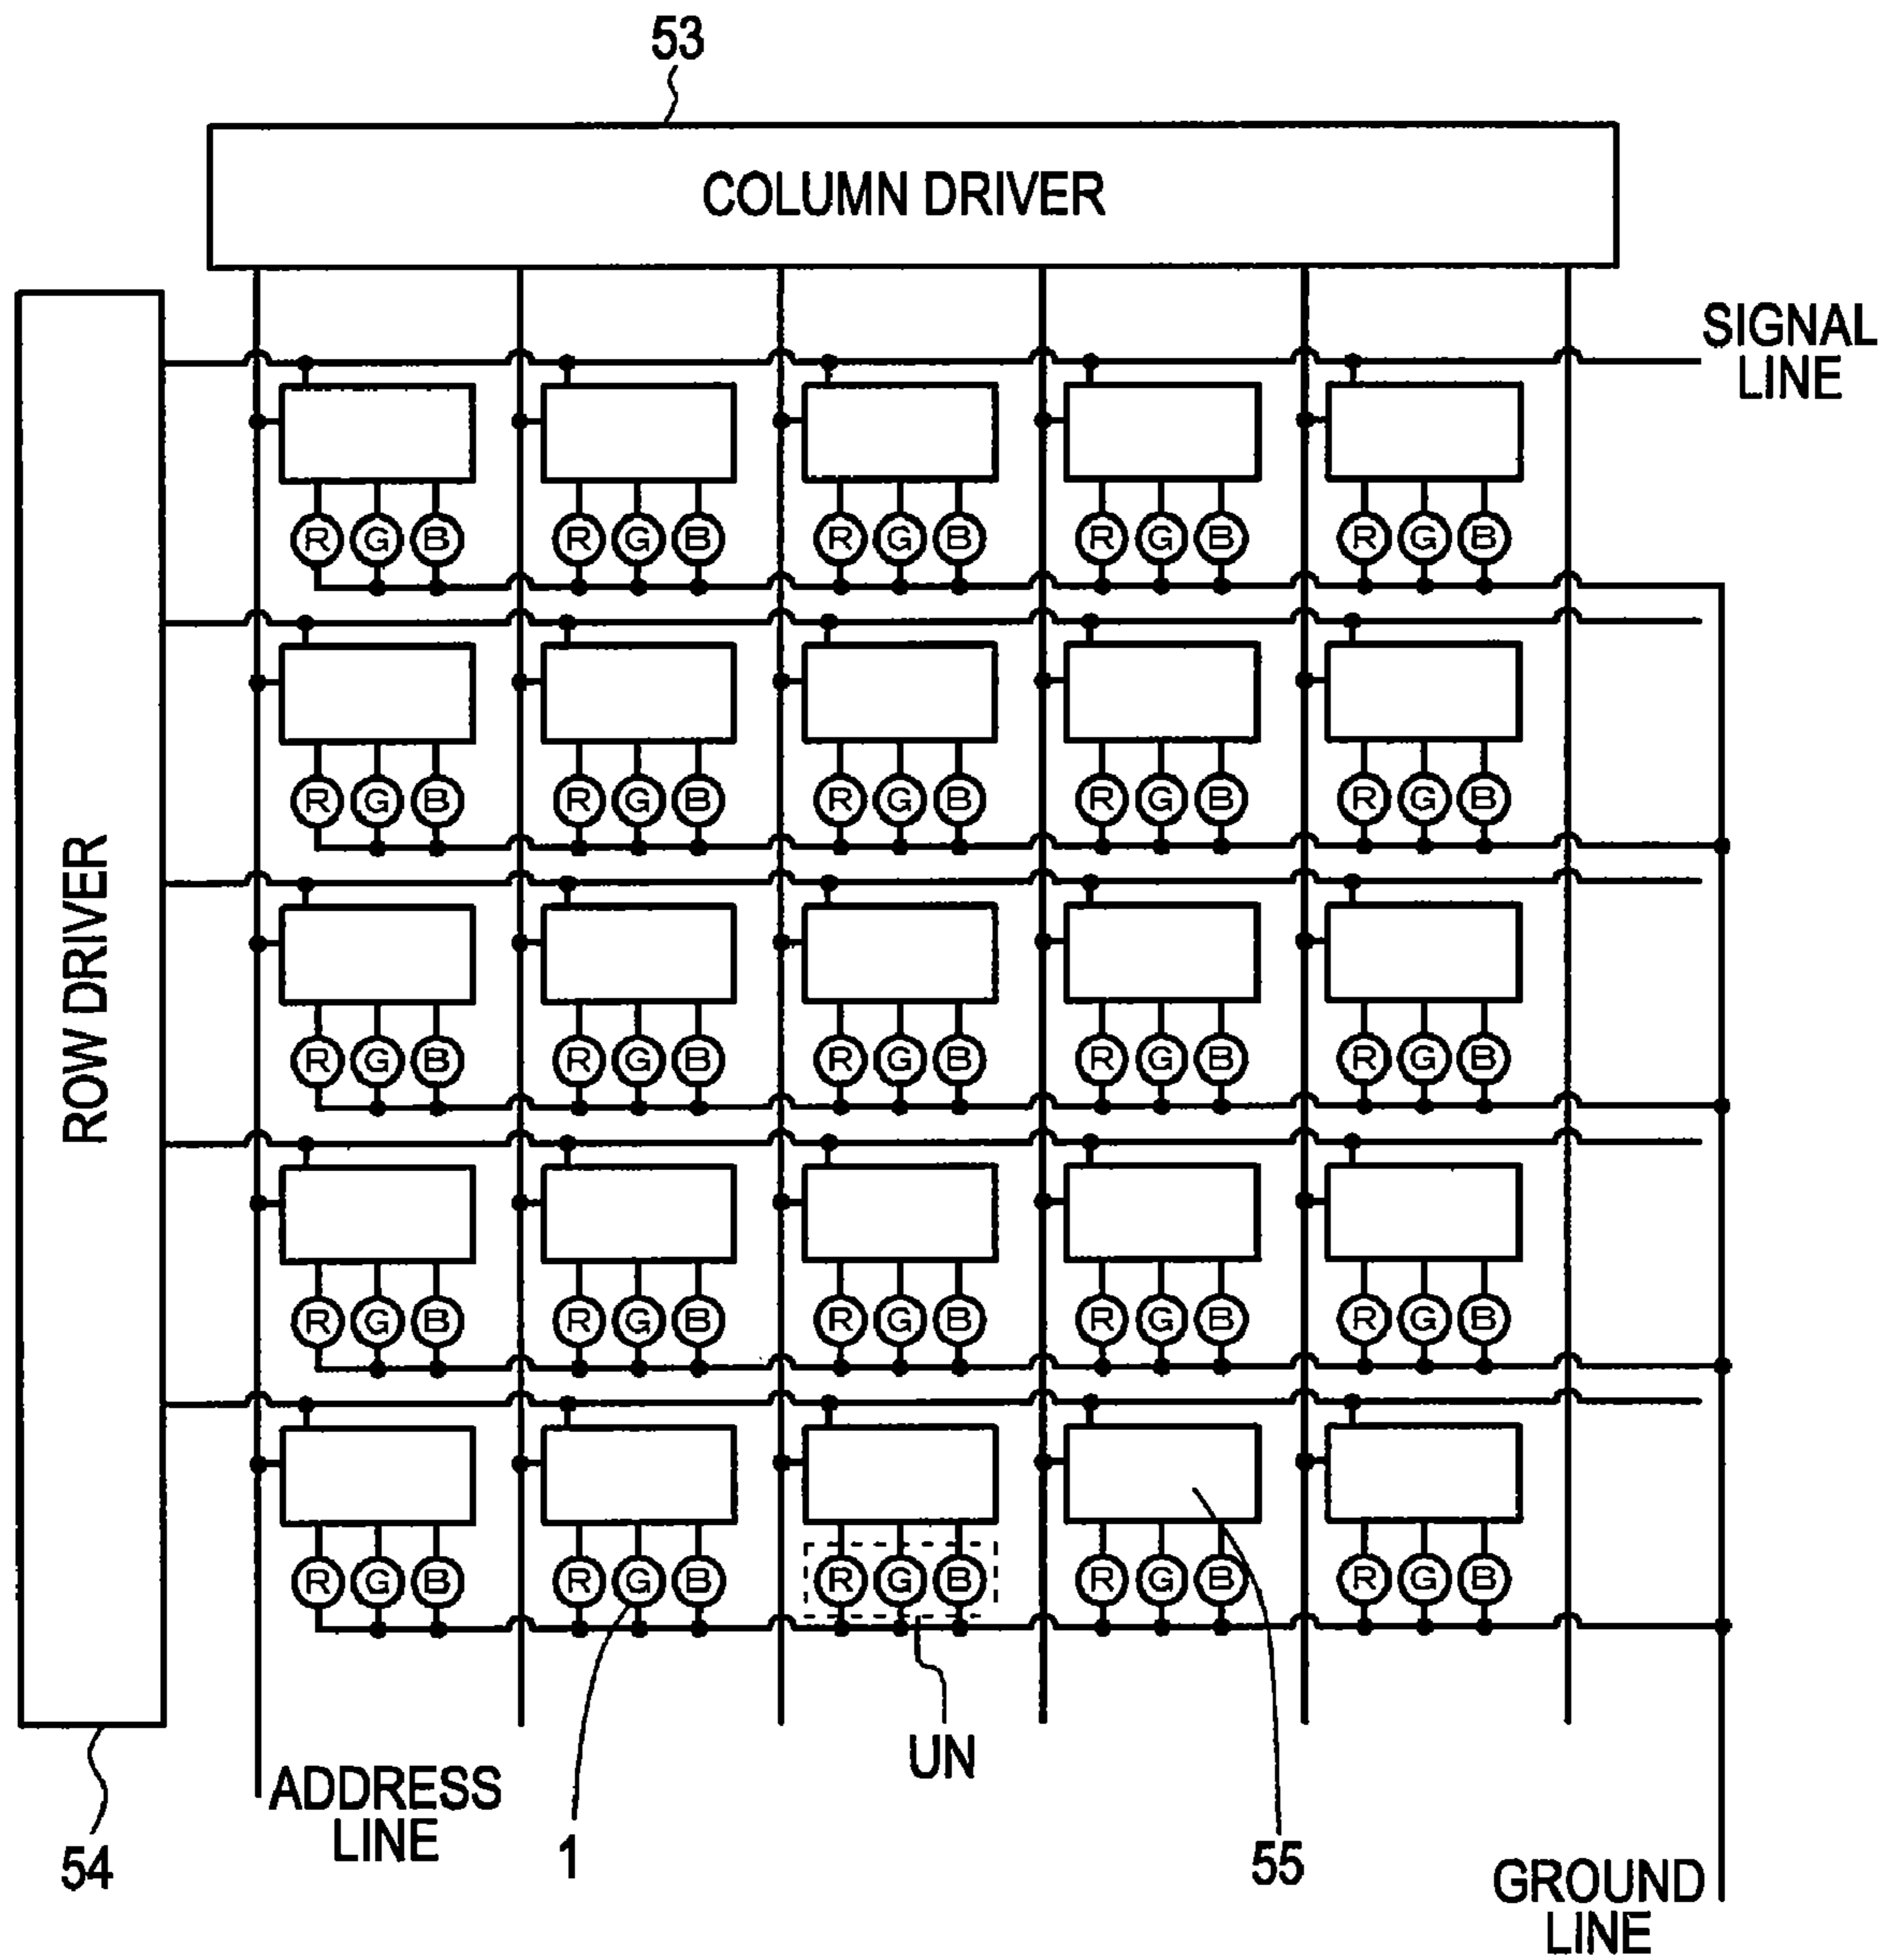 53
COLUMN DRIVER
SIGNAL
LINE
R G B R G B R G B R G B R G B
R G B R G B R G B R G B R G B
ROW DRIVER
R G B R G B R G B R G B R G B
R G B R G B R G B R G B R G B
R G B R G B R G B R G B R G B
UN
ADDRESS
LINE
54
1
55
GROUND
LINE